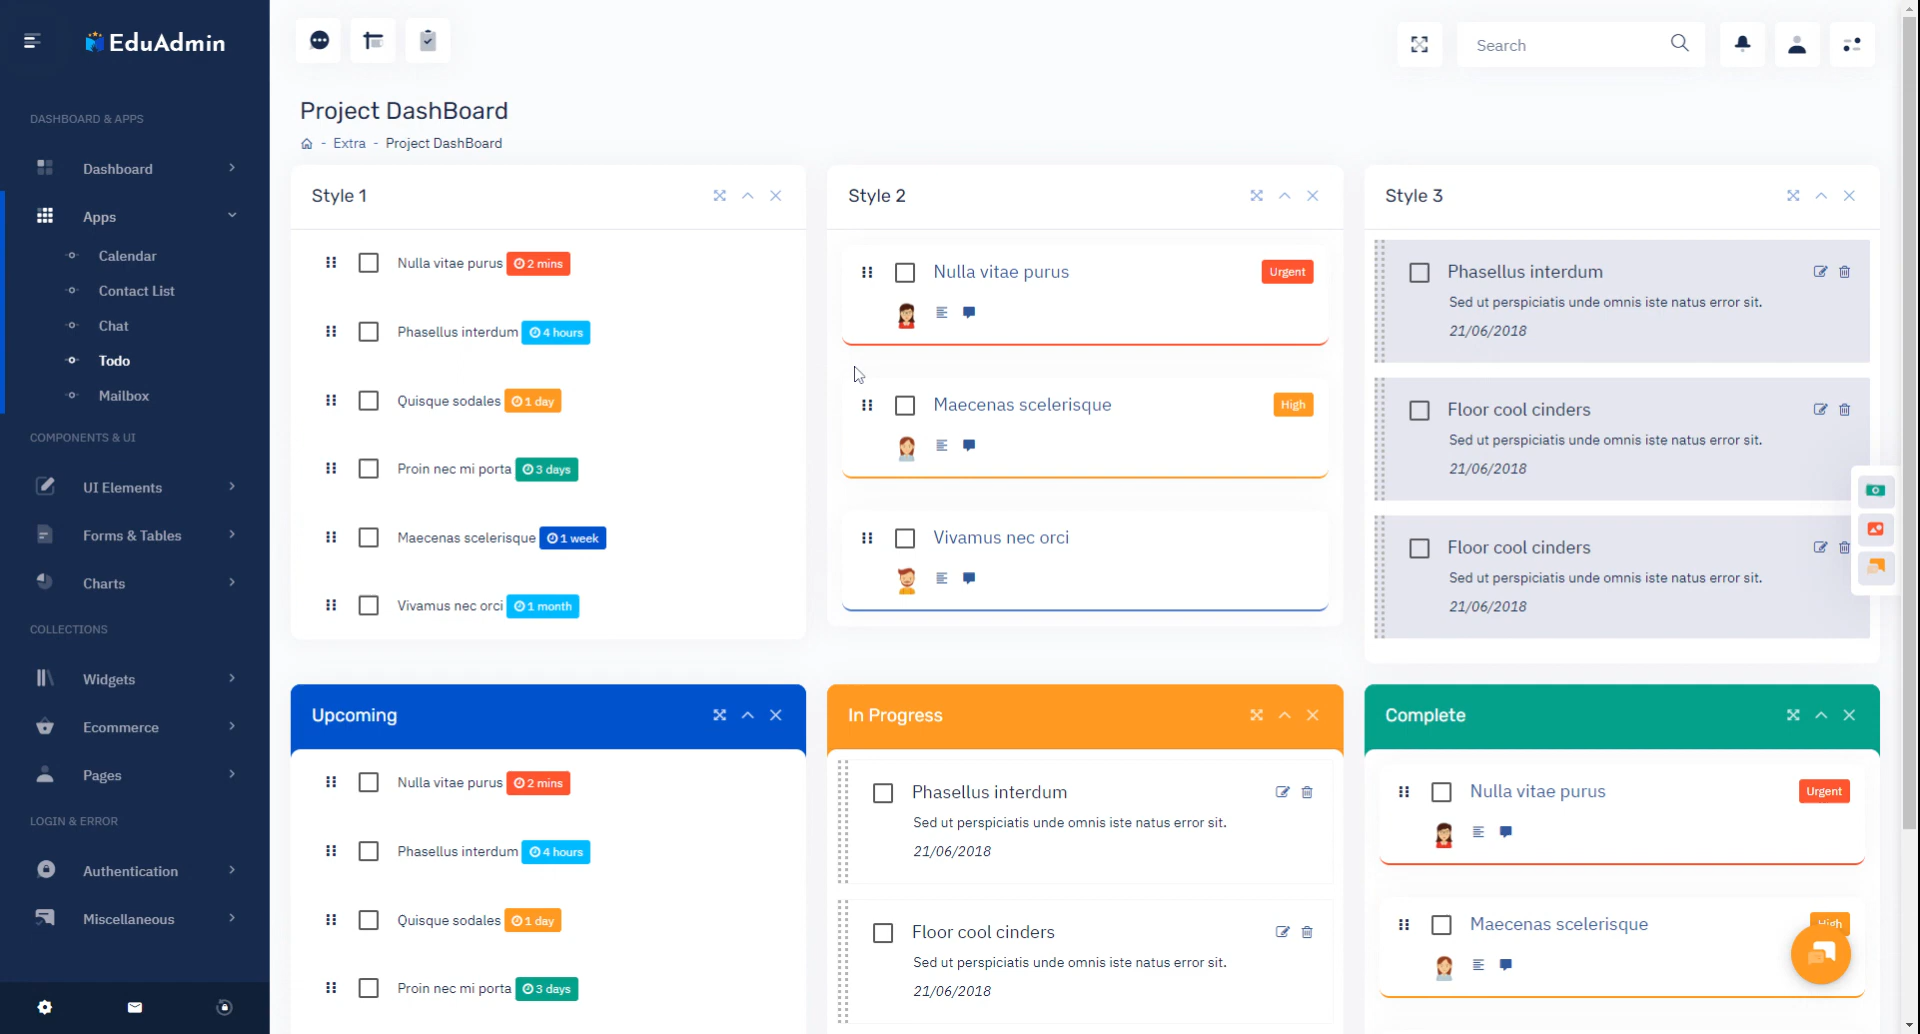 EduAdmin
Search
DASHBOARD & APPS
Dashboard
Apps
Calendar
Contact List
Chat
Todo
Mailbox
COMPONENTS & UI
UI Elements
Forms & Tables
Charts
COLLECTIONS
Widgets
Ecommerce
Pages
LOGIN & ERROR
Authentication
Miscellaneous
Project DashBoard
- Extra - Project DashBoard
Style 1
Nulla vitae purus 2 mins
Phasellus interdum 4 hours
Quisque sodales 1 day
Proin nec mi porta 3 days
Maecenas scelerisque 1 week
Vivamus nec orci 1 month
Style 2
Nulla vitae purus Urgent
Maecenas scelerisque High
Vivamus nec orci
Style 3
Phasellus interdum
Sed ut perspiciatis unde omnis iste natus error sit.
21/06/2018
Floor cool cinders
Sed ut perspiciatis unde omnis iste natus error sit.
21/06/2018
Floor cool cinders
Sed ut perspiciatis unde omnis iste natus error sit.
21/06/2018
Upcoming
Nulla vitae purus 2 mins
Phasellus interdum 4 hours
Quisque sodales 1 day
Proin nec mi porta 3 days
In Progress
Phasellus interdum
Sed ut perspiciatis unde omnis iste natus error sit.
21/06/2018
Floor cool cinders
Sed ut perspiciatis unde omnis iste natus error sit.
21/06/2018
Complete
Nulla vitae purus Urgent
Maecenas scelerisque High